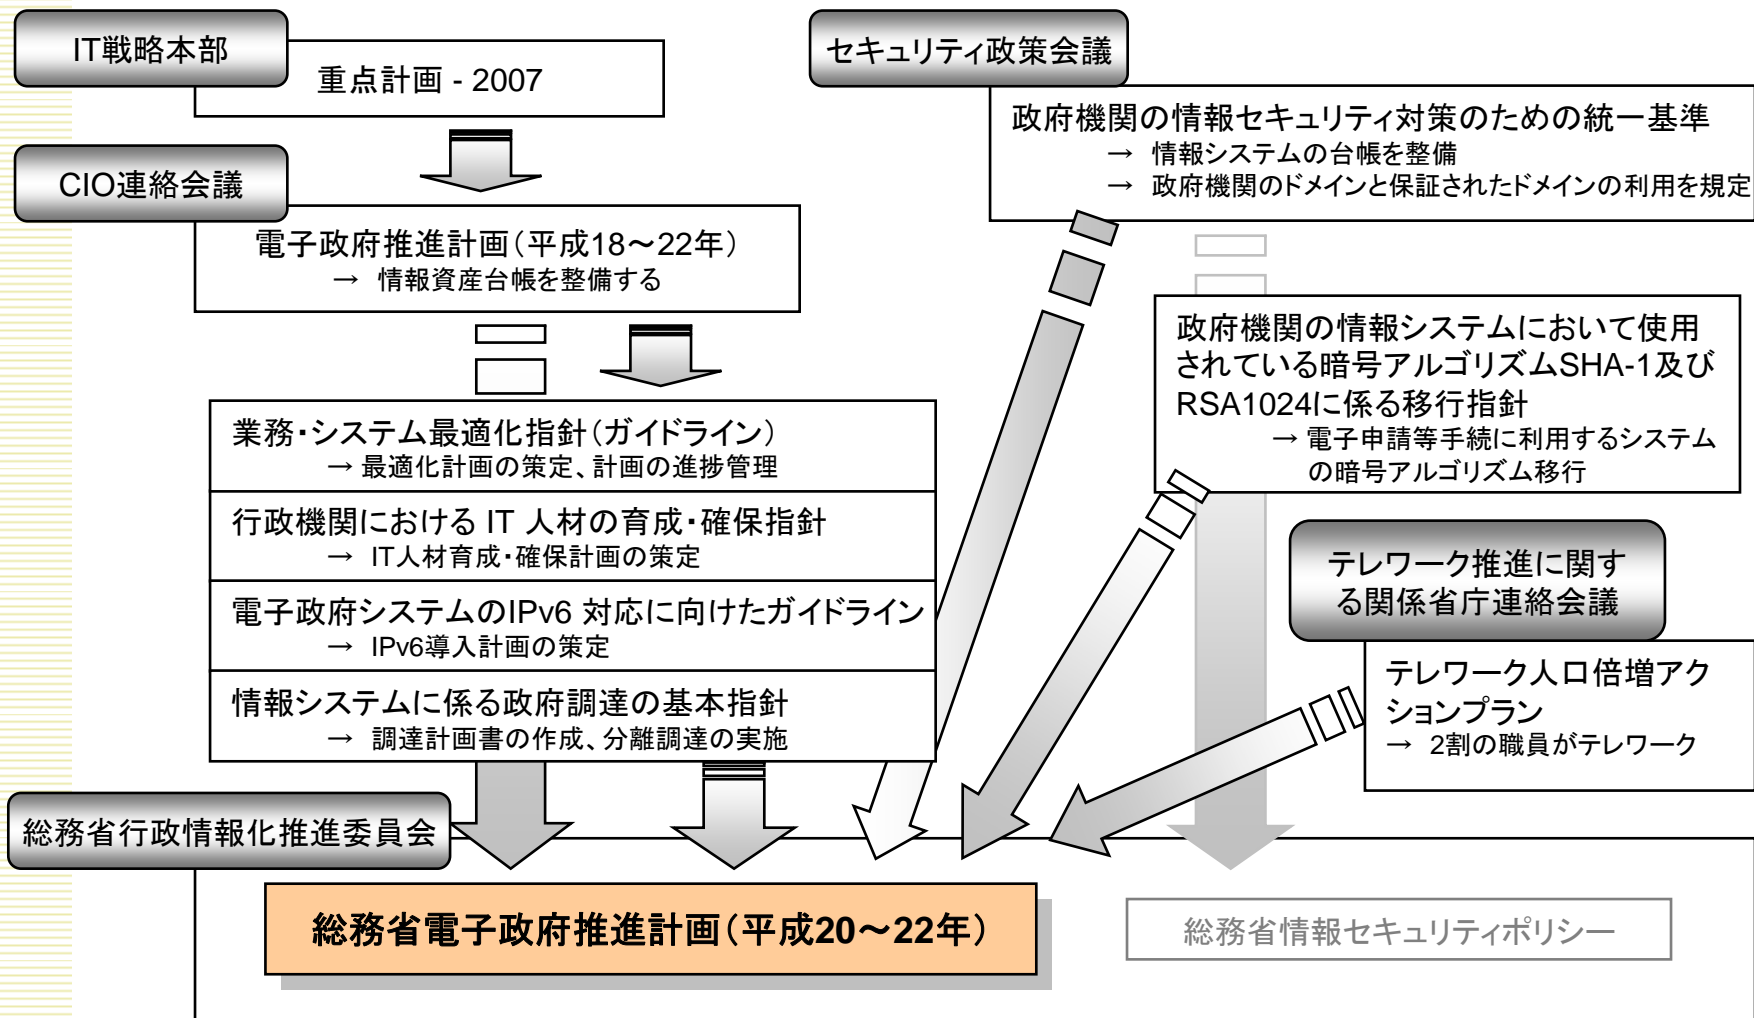 IT戦略本部
重点計画 - 2007
CIO連絡会議
電子政府推進計画(平成18～22年)
→ 情報資産台帳を整備する
業務・システム最適化指針(ガイドライン)
→ 最適化計画の策定、計画の進捗管理
行政機関における IT 人材の育成・確保指針
→ IT人材育成・確保計画の策定
電子政府システムのIPv6 対応に向けたガイドライン
→ IPv6導入計画の策定
情報システムに係る政府調達の基本指針
→ 調達計画書の作成、分離調達の実施
セキュリティ政策会議
政府機関の情報セキュリティ対策のための統一基準
→ 情報システムの台帳を整備
→ 政府機関のドメインと保証されたドメインの利用を規定
政府機関の情報システムにおいて使用
されている暗号アルゴリズムSHA-1及び
RSA1024に係る移行指針
→ 電子申請等手続に利用するシステム
の暗号アルゴリズム移行
テレワーク推進に関す
る関係省庁連絡会議
テレワーク人口倍増アク
ションプラン
→ 2割の職員がテレワーク
総務省行政情報化推進委員会
総務省電子政府推進計画(平成20～22年)
総務省情報セキュリティポリシー